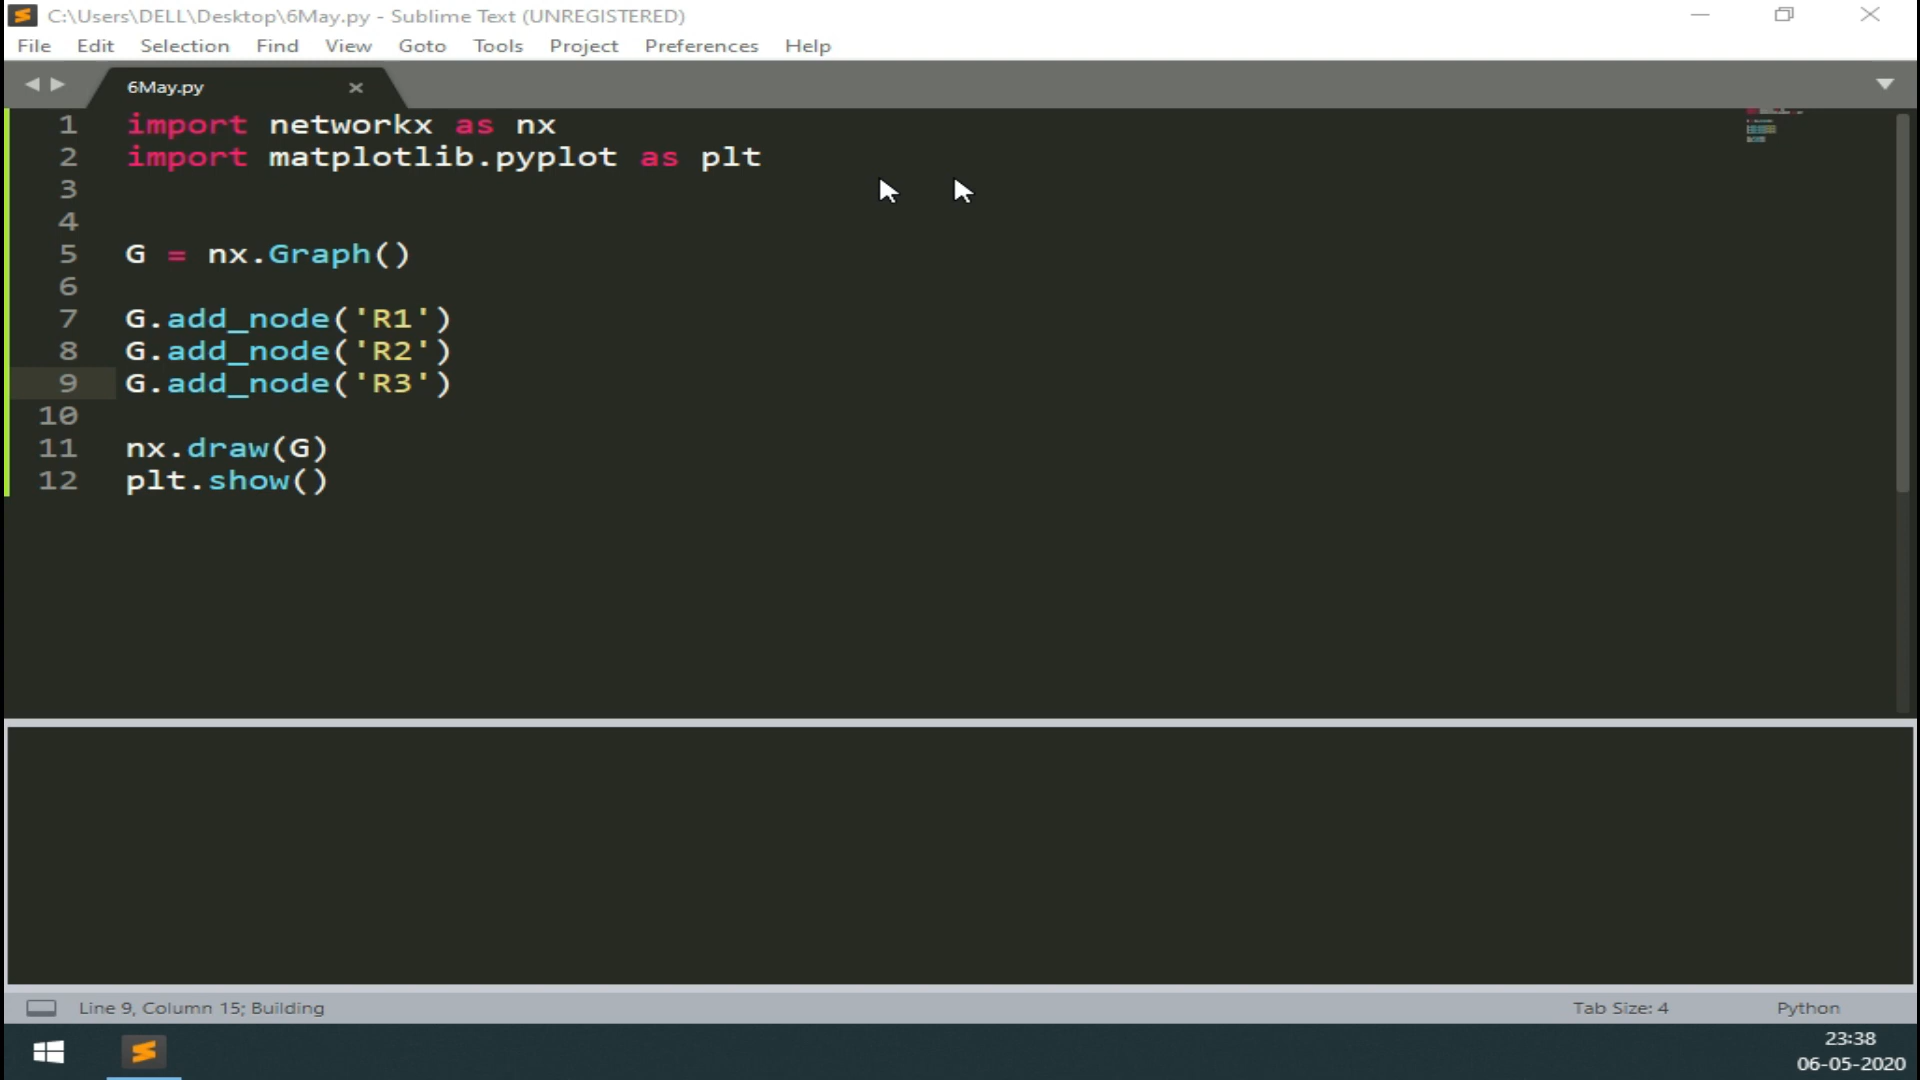 C:\Users\DELL\Desktop\6May.py - Sublime Text (UNREGISTERED)
File Edit Selection Find View Goto Tools Project Preferences Help
6May.py
1 import networkx as nx
2 import matplotlib.pyplot as plt
3
4
5 G = nx.Graph()
6
7 G.add_node('R1')
8 G.add_node('R2')
9 G.add_node('R3')
10
11 nx.draw(G)
12 plt.show()
Line 9, Column 15; Building Tab Size: 4 Python
23:38
06-05-2020